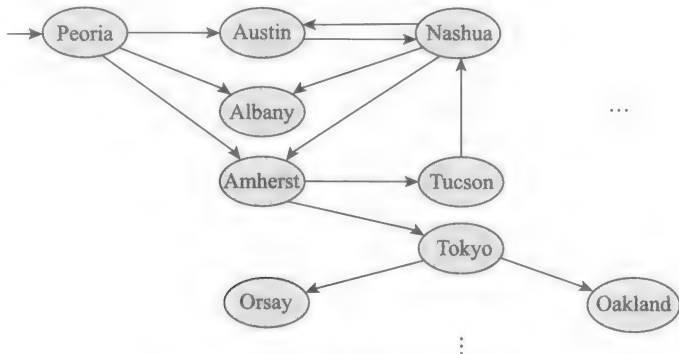 Peoria Austin Nashua
Albany
...
Amherst Tucson
Tokyo
Orsay Oakland
⋮